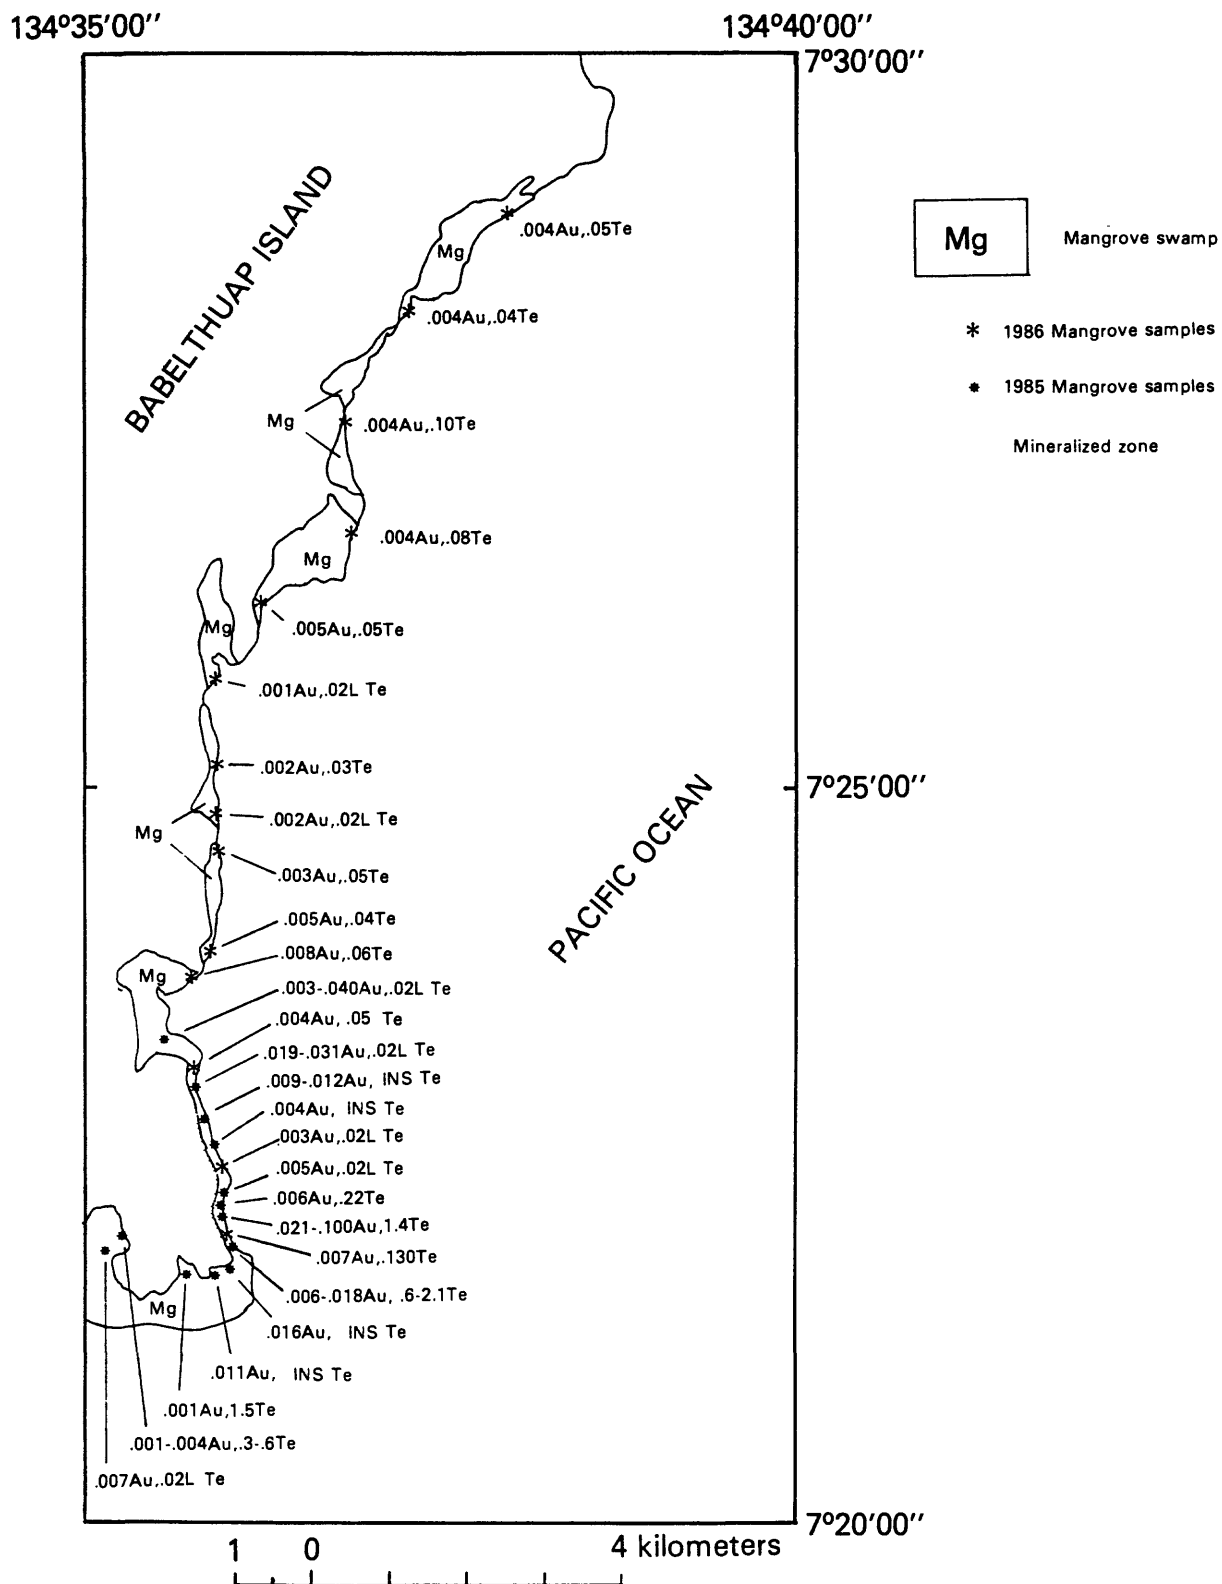 134°35'00"
134°40'00"
7°30'00"
BABELTHUAP ISLAND
Mg
Mangrove swamp
.004Au,.05Te
Mg
.004Au,.04Te
1986 Mangrove samples
1985 Mangrove samples
Mg
.004Au,.10Te
Mineralized zone
.004Au,.08Te
Mg
Mg
.005Au,.05Te
.001Au,.02L Te
.002Au,.03Te
7°25'00"
.002Au,.02L Te
Mg
PACIFIC OCEAN
.003Au,.05Te
.005Au,.04Te
.008Au,.06Te
Mg
.003-.040Au,.02L Te
.004Au, .05 Te
.019-.031Au,.02L Te
.009-.012Au, INS Te
.004Au, INS Te
.003Au,.02L Te
.005Au,.02L Te
.006Au,.22Te
.021-.100Au,1.4Te
.007Au,.130Te
.006-.018Au, .6-2.1Te
Mg
.016Au, INS Te
.011Au, INS Te
.001Au,1.5Te
.001-.004Au,.3-.6Te
.007Au,.02L Te
7°20'00"
1 0 4 kilometers